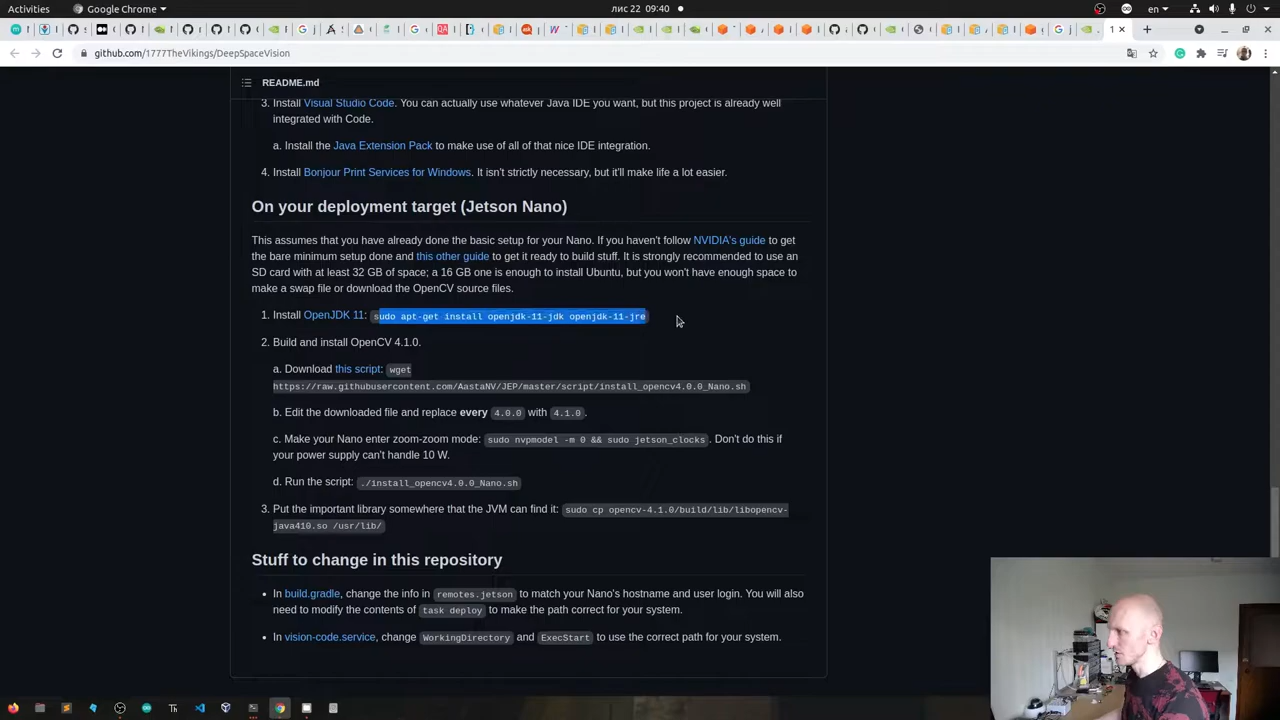 Activities
Google Chrome
лис 22 09:40
en
github.com/1777TheVikings/DeepSpaceVision
README.md
3. Install Visual Studio Code. You can actually use whatever Java IDE you want, but this project is already well
integrated with Code.
a. Install the Java Extension Pack to make use of all of that nice IDE integration.
4. Install Bonjour Print Services for Windows. It isn't strictly necessary, but it'll make life a lot easier.
On your deployment target (Jetson Nano)
This assumes that you have already done the basic setup for your Nano. If you haven't follow NVIDIA's guide to get
the bare minimum setup done and this other guide to get it ready to build stuff. It is strongly recommended to use an
SD card with at least 32 GB of space; a 16 GB one is enough to install Ubuntu, but you won't have enough space to
make a swap file or download the OpenCV source files.
1. Install OpenJDK 11: sudo apt-get install openjdk-11-jdk openjdk-11-jre
2. Build and install OpenCV 4.1.0.
a. Download this script: wget
https://raw.githubusercontent.com/AastaNV/JEP/master/script/install_opencv4.0.0_Nano.sh
b. Edit the downloaded file and replace every 4.0.0 with 4.1.0.
c. Make your Nano enter zoom-zoom mode: sudo nvpmodel -m 0 && sudo jetson_clocks. Don't do this if
your power supply can't handle 10 W.
d. Run the script: ./install_opencv4.0.0_Nano.sh
3. Put the important library somewhere that the JVM can find it: sudo cp opencv-4.1.0/build/lib/libopencv-
java410.so /usr/lib/
Stuff to change in this repository
• In build.gradle, change the info in remotes.jetson to match your Nano's hostname and user login. You will also
need to modify the contents of task deploy to make the path correct for your system.
• In vision-code.service, change WorkingDirectory and ExecStart to use the correct path for your system.